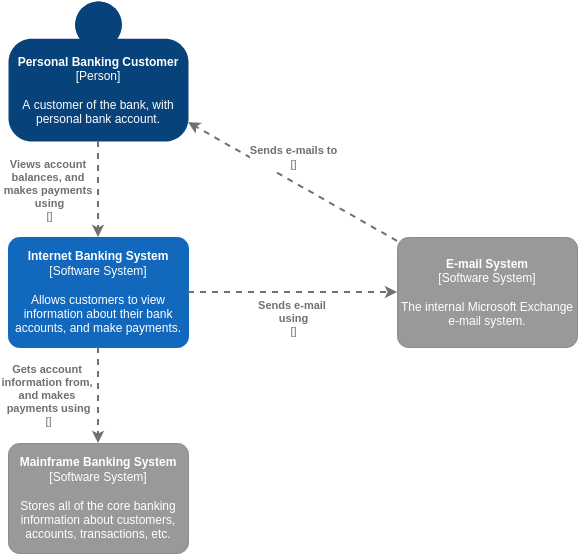 Personal Banking Customer
[Person]
A customer of the bank, with
personal bank account.
Sends e-mails to
[]
Views account
balances, and
makes payments
using
[]
Internet Banking System
[Software System]
Allows customers to view
information about their bank
accounts, and make payments.
Sends e-mail
using
[]
E-mail System
[Software System]
The internal Microsoft Exchange
e-mail system.
Gets account
information from,
and makes
payments using
[]
Mainframe Banking System
[Software System]
Stores all of the core banking
information about customers,
accounts, transactions, etc.